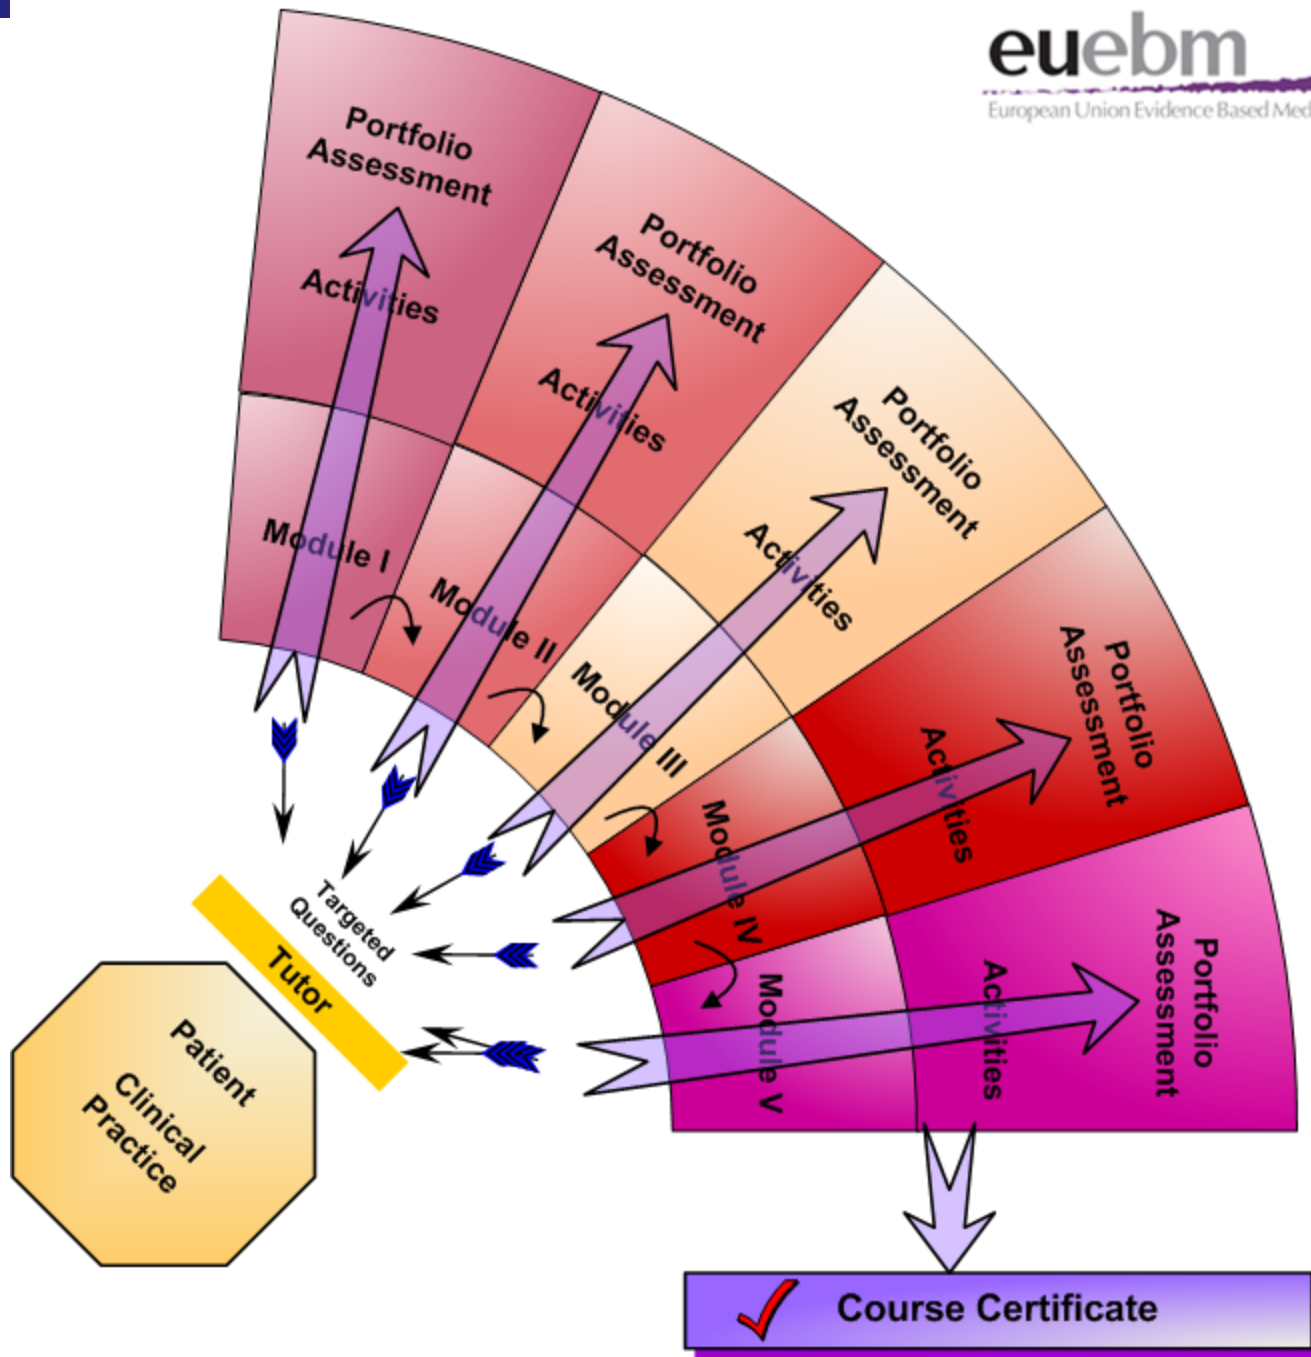 euebm
European Union Evidence Based Med
Portfolio
Assessment
Activities
Module I
Portfolio
Assessment
Activities
Module II
Portfolio
Assessment
Activities
Module III
Portfolio
Assessment
Activities
Module IV
Portfolio
Assessment
Activities
Module V
Targeted
Questions
Tutor
Patient
Clinical
Practice
Course Certificate